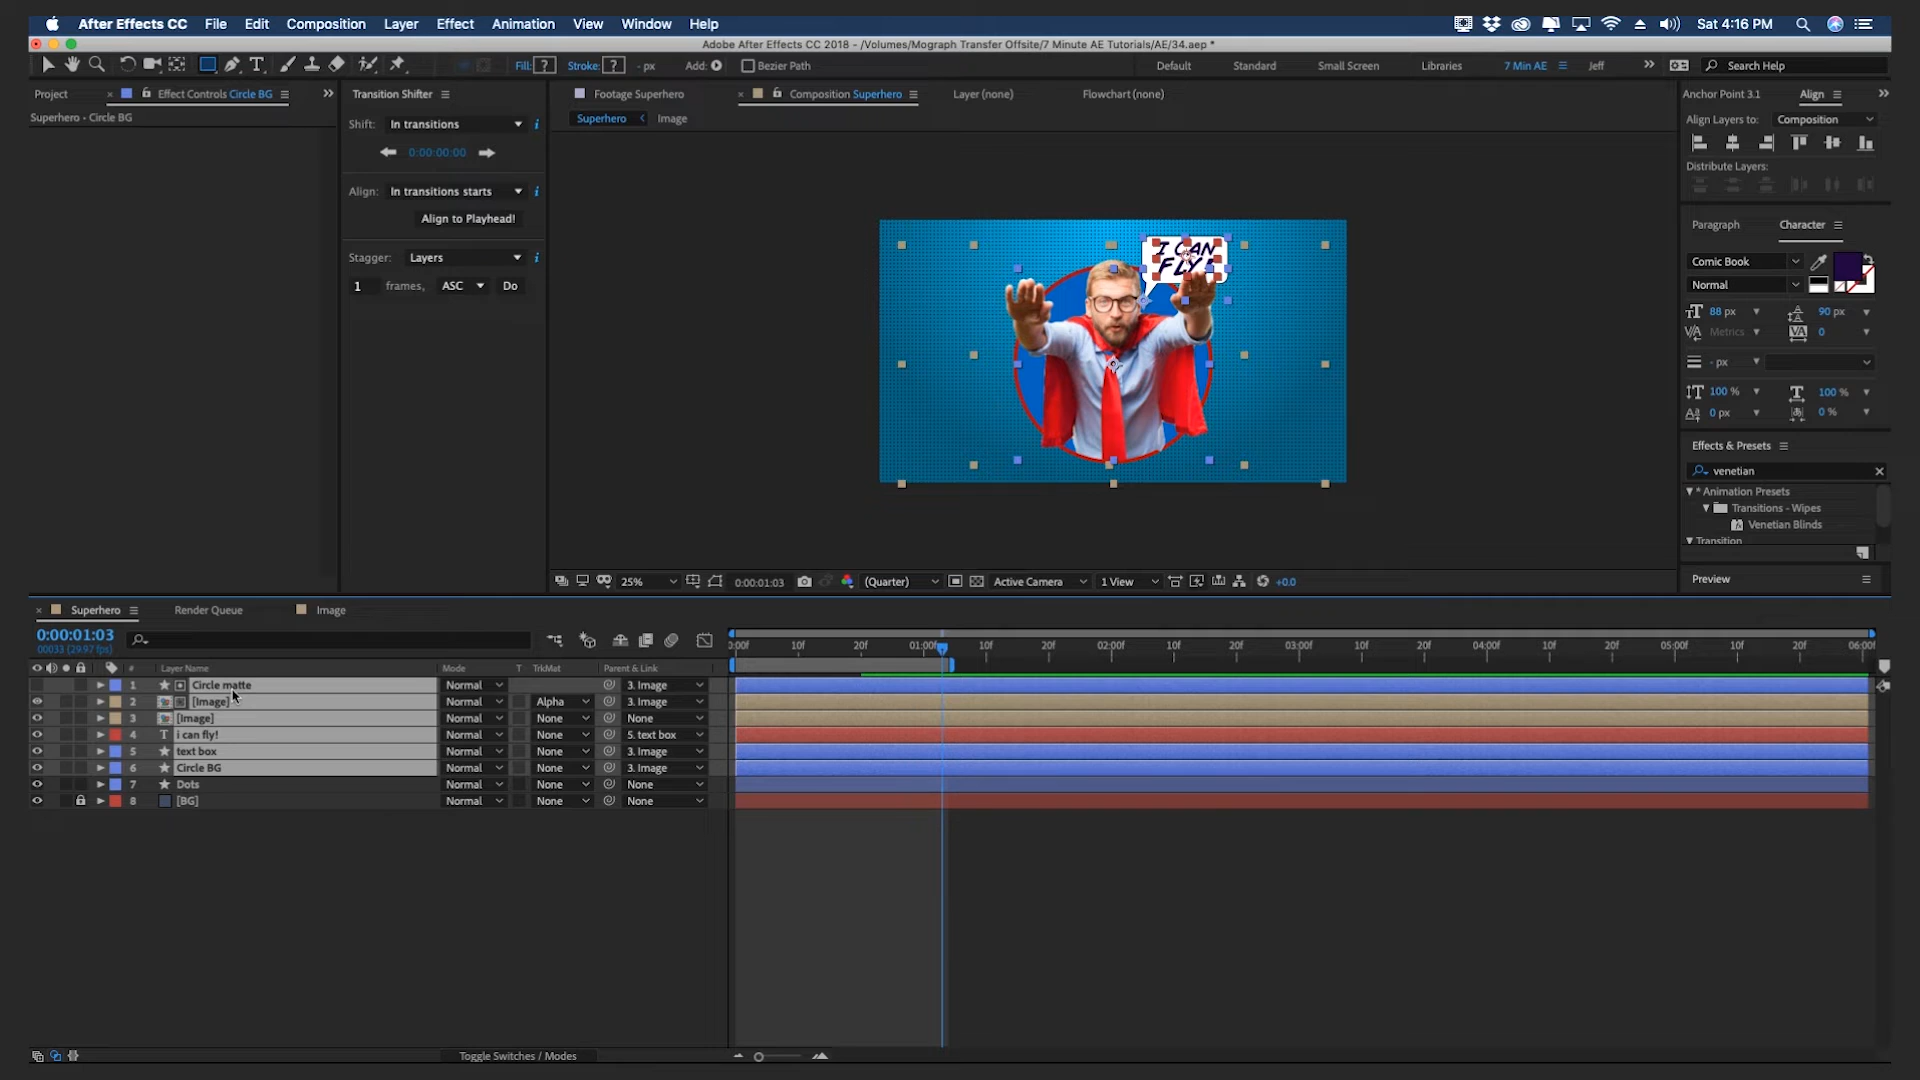 After Effects CC File Edit Composition Layer Effect Animation View Window Help Sat 4:16 PM
Adobe After Effects CC 2018 - /Volumes/Mograph Transfer Offsite/7 Minute AE Tutorials/AE/34.aep *
Fill: ? Stroke: ? - px Add: Bezier Path Default Standard Small Screen Libraries 7 Min AE Jeff » Search Help
Project × Effect Controls Circle BG » Transition Shifter Footage Superhero × Composition Superhero Layer (none) Flowchart (none) Anchor Point 3.1 Align »
Superhero - Circle BG
Shift: In transitions i
Superhero Image
Align Layers to: Composition
0:00:00:00
Distribute Layers:
Align: In transitions starts i
Align to Playhead!
Paragraph Character
Stagger: Layers i
I CAN
FLY!
Comic Book
1 frames, ASC Do
Normal
88 px 90 px
Metrics 0
- px
100 % 100 %
0 px 0 %
Effects & Presets
venetian
* Animation Presets
Transitions - Wipes
Venetian Blinds
Transition
25% 0:00:01:03 (Quarter) Active Camera 1 View +0.0
Preview
× Superhero Render Queue Image
0:00:01:03
00033 (29.97 fps)
:00f 10f 20f 01:00f 10f 20f 02:00f 10f 20f 03:00f 10f 20f 04:00f 10f 20f 05:00f 10f 20f 06:00f
# Layer Name Mode T TrkMat Parent & Link
1 Circle matte Normal 3. Image
2 [Image] Normal Alpha 3. Image
3 [Image] Normal None None
4 T i can fly! Normal None 5. text box
5 text box Normal None 3. Image
6 Circle BG Normal None 3. Image
7 Dots Normal None None
8 [BG] Normal None None
Toggle Switches / Modes